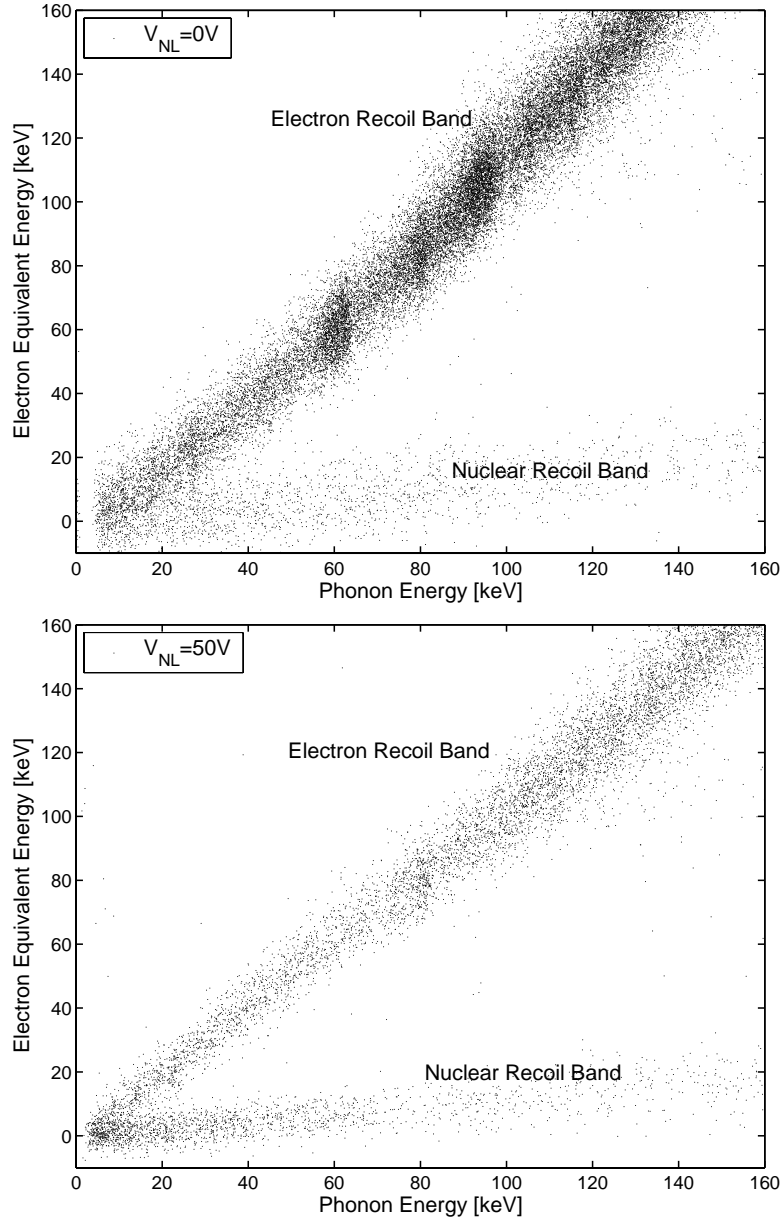 V_NL=0V
Electron Equivalent Energy [keV]
160
140
120
100
80
60
40
20
0
Electron Recoil Band
Nuclear Recoil Band
0 20 40 60 80 100 120 140 160
Phonon Energy [keV]
V_NL=50V
Electron Equivalent Energy [keV]
160
140
120
100
80
60
40
20
0
Electron Recoil Band
Nuclear Recoil Band
0 20 40 60 80 100 120 140 160
Phonon Energy [keV]